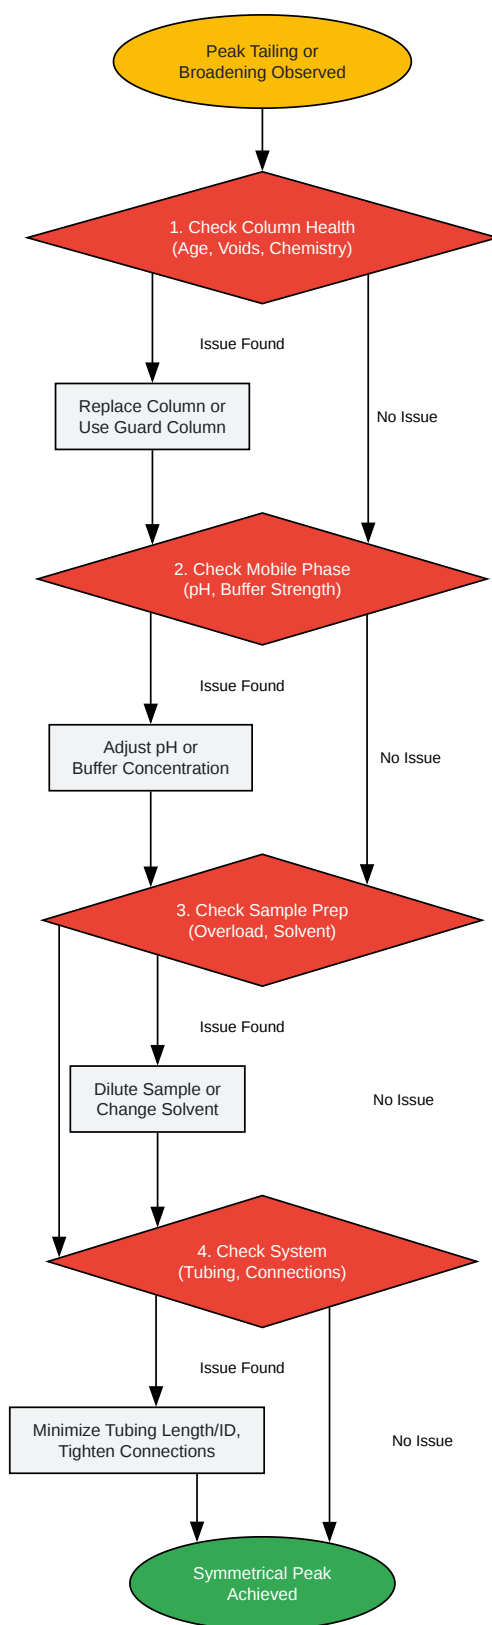 Peak Tailing or
Broadening Observed
1. Check Column Health
(Age, Voids, Chemistry)
Issue Found
Replace Column or
Use Guard Column
No Issue
2. Check Mobile Phase
(pH, Buffer Strength)
Issue Found
Adjust pH or
Buffer Concentration
No Issue
3. Check Sample Prep
(Overload, Solvent)
Issue Found
Dilute Sample or
Change Solvent
No Issue
4. Check System
(Tubing, Connections)
Issue Found
Minimize Tubing Length/ID,
Tighten Connections
No Issue
Symmetrical Peak
Achieved